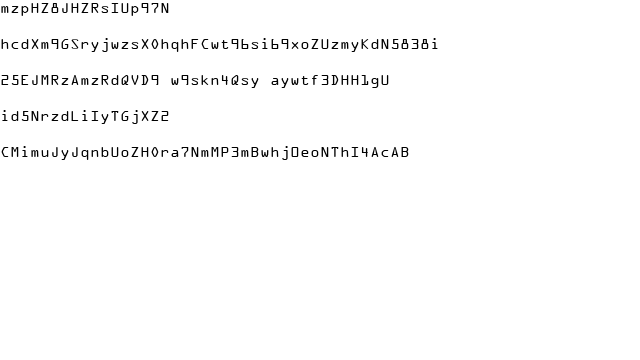 mzpHZ8JHZRsIUp97N
hcdXm9GSryjwzsX0hqhFCwt96si69xoZUzmyKdN5838i
25EJMRzAmzRdQVD9 w9skn4Qsy aywtf3DHH1gU
id5NrzdLiIyTGjXZ2
CMimuJyJqnbUoZH0ra7NmMP3mBwhjOeoNThI4AcAB